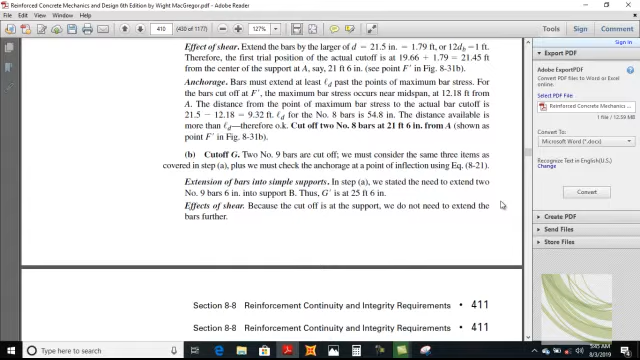 Reinforced Concrete Mechanics and Design 6th Edition by Wight MacGregor.pdf - Adobe Reader
File Edit View Window Help
410 (430 of 1177) 127%
Tools Sign Comment
Sign In
Export PDF
Adobe ExportPDF
Convert PDF files to Word or Excel online.
Select PDF File:
Reinforced Concrete Mechanics an...
Convert To:
Microsoft Word (*.docx)
Recognize Text in English(U.S.)
Change
Convert
Create PDF
Send Files
Store Files
Effect of shear. Extend the bars by the larger of d = 21.5 in. = 1.79 ft, or 12db = 1 ft.
Therefore, the first trial position of the actual cutoff is at 19.66 + 1.79 = 21.45 ft
from the center of the support at A, say, 21 ft 6 in. (see point F′ in Fig. 8-31b).
Anchorage. Bars must extend at least ℓd past the points of maximum bar stress. For
the bars cut off at F′, the maximum bar stress occurs near midspan, at 12.18 ft from
A. The distance from the point of maximum bar stress to the actual bar cutoff is
21.5 − 12.18 = 9.32 ft. ℓd for the No. 8 bars is 54.8 in. The distance available is
more than ℓd—therefore o.k. Cut off two No. 8 bars at 21 ft 6 in. from A (shown as
point F′ in Fig. 8-31b).
(b) Cutoff G. Two No. 9 bars are cut off; we must consider the same three items as
covered in step (a), plus we must check the anchorage at a point of inflection using Eq. (8-21).
Extension of bars into simple supports. In step (a), we stated the need to extend two
No. 9 bars 6 in. into support B. Thus, G′ is at 25 ft 6 in.
Effects of shear. Because the cut off is at the support, we do not need to extend the
bars further.
Section 8-8 Reinforcement Continuity and Integrity Requirements • 411
Section 8-8 Reinforcement Continuity and Integrity Requirements • 411
Type here to search
5:45 AM
8/3/2019